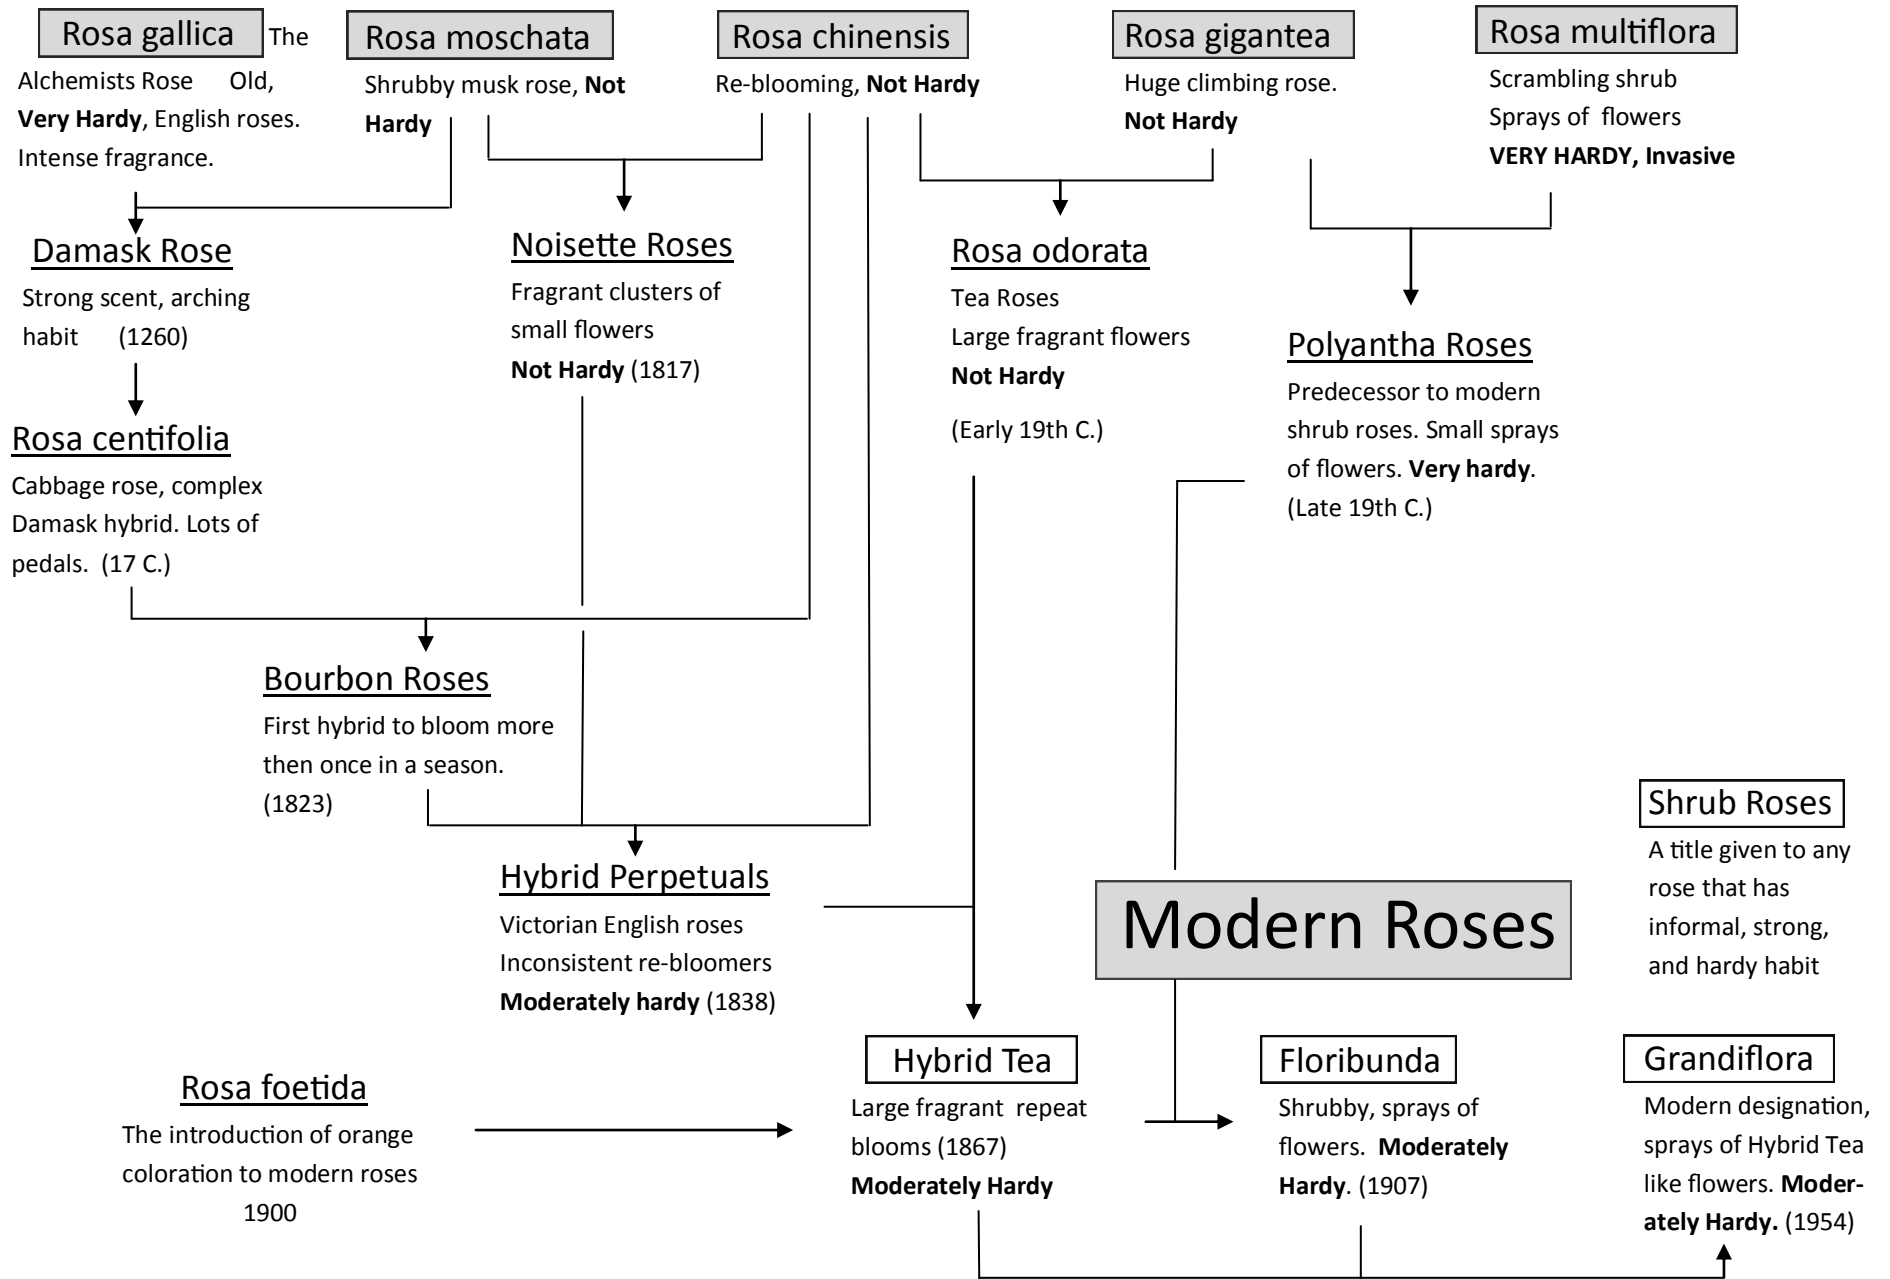 Rosa gallica The
Alchemists Rose Old,
Very Hardy, English roses.
Intense fragrance.
Rosa moschata
Shrubby musk rose, Not
Hardy
Rosa chinensis
Re-blooming, Not Hardy
Rosa gigantea
Huge climbing rose.
Not Hardy
Rosa multiflora
Scrambling shrub
Sprays of flowers
VERY HARDY, Invasive
Damask Rose
Strong scent, arching
habit (1260)
Noisette Roses
Fragrant clusters of
small flowers
Not Hardy (1817)
Rosa odorata
Tea Roses
Large fragrant flowers
Not Hardy
(Early 19th C.)
Polyantha Roses
Predecessor to modern
shrub roses. Small sprays
of flowers. Very hardy.
(Late 19th C.)
Rosa centifolia
Cabbage rose, complex
Damask hybrid. Lots of
pedals. (17 C.)
Bourbon Roses
First hybrid to bloom more
then once in a season.
(1823)
Hybrid Perpetuals
Victorian English roses
Inconsistent re-bloomers
Moderately hardy (1838)
Modern Roses
Shrub Roses
A title given to any
rose that has
informal, strong,
and hardy habit
Rosa foetida
The introduction of orange
coloration to modern roses
1900
Hybrid Tea
Large fragrant repeat
blooms (1867)
Moderately Hardy
Floribunda
Shrubby, sprays of
flowers. Moderately
Hardy. (1907)
Grandiflora
Modern designation,
sprays of Hybrid Tea
like flowers. Moder-
ately Hardy. (1954)